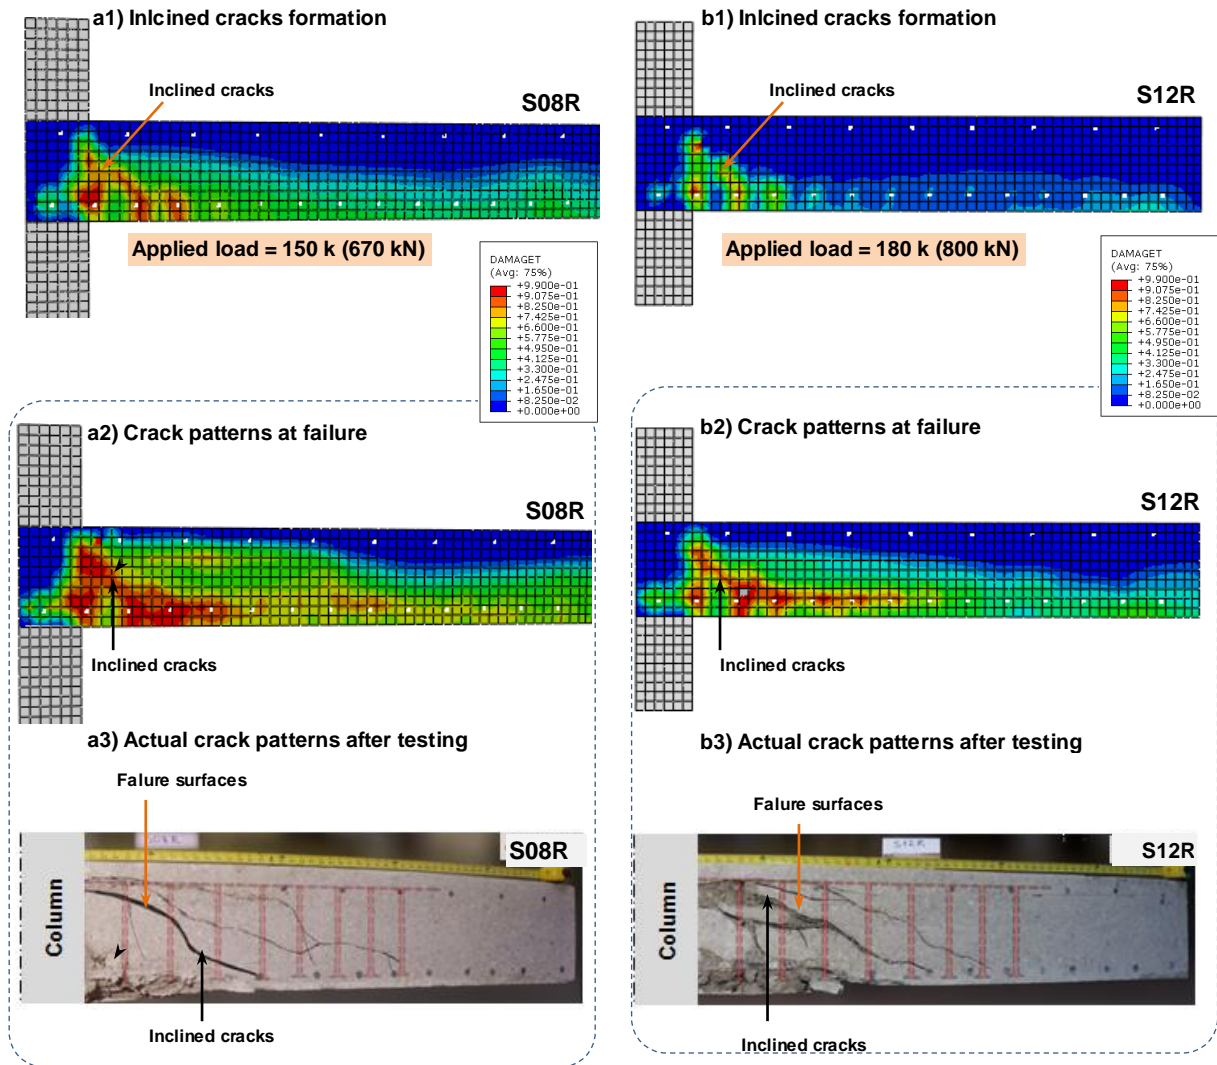 a1) Inlcined cracks formation
Inclined cracks
S08R
Applied load = 150 k (670 kN)
DAMAGET
(Avg: 75%)
+9.900e-01
+9.075e-01
+8.250e-01
+7.425e-01
+6.600e-01
+5.775e-01
+4.950e-01
+4.125e-01
+3.300e-01
+2.475e-01
+1.650e-01
+8.250e-02
+0.000e+00
b1) Inlcined cracks formation
Inclined cracks
S12R
Applied load = 180 k (800 kN)
DAMAGET
(Avg: 75%)
+9.900e-01
+9.075e-01
+8.250e-01
+7.425e-01
+6.600e-01
+5.775e-01
+4.950e-01
+4.125e-01
+3.300e-01
+2.475e-01
+1.650e-01
+8.250e-02
+0.000e+00
a2) Crack patterns at failure
S08R
Inclined cracks
a3) Actual crack patterns after testing
Falure surfaces
S08R
S08R
Column
Inclined cracks
b2) Crack patterns at failure
S12R
Inclined cracks
b3) Actual crack patterns after testing
Falure surfaces
S12R
S12R
Column
Inclined cracks